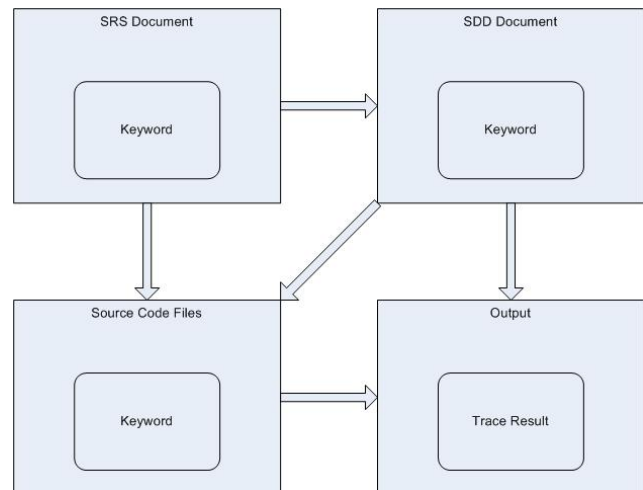 SRS Document
SDD Document
Keyword
Keyword
Source Code Files
Output
Keyword
Trace Result